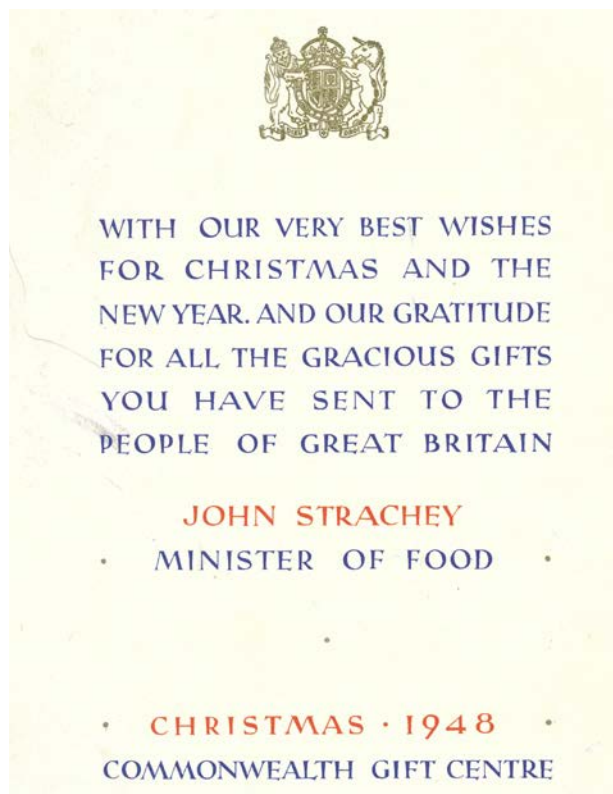 WITH OUR VERY BEST WISHES
FOR CHRISTMAS AND THE
NEW YEAR. AND OUR GRATITUDE
FOR ALL THE GRACIOUS GIFTS
YOU HAVE SENT TO THE
PEOPLE OF GREAT BRITAIN
JOHN STRACHEY
MINISTER OF FOOD
CHRISTMAS · 1948
COMMONWEALTH GIFT CENTRE